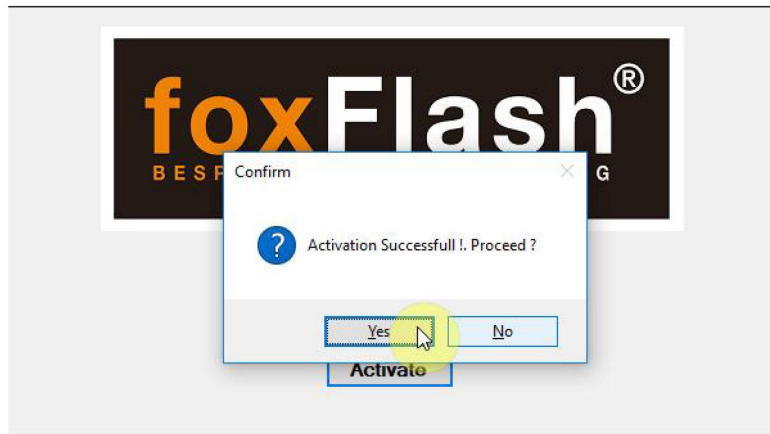 foxFlash®
BESP G
Confirm
Activation Successfull !. Proceed ?
Yes No
Activate